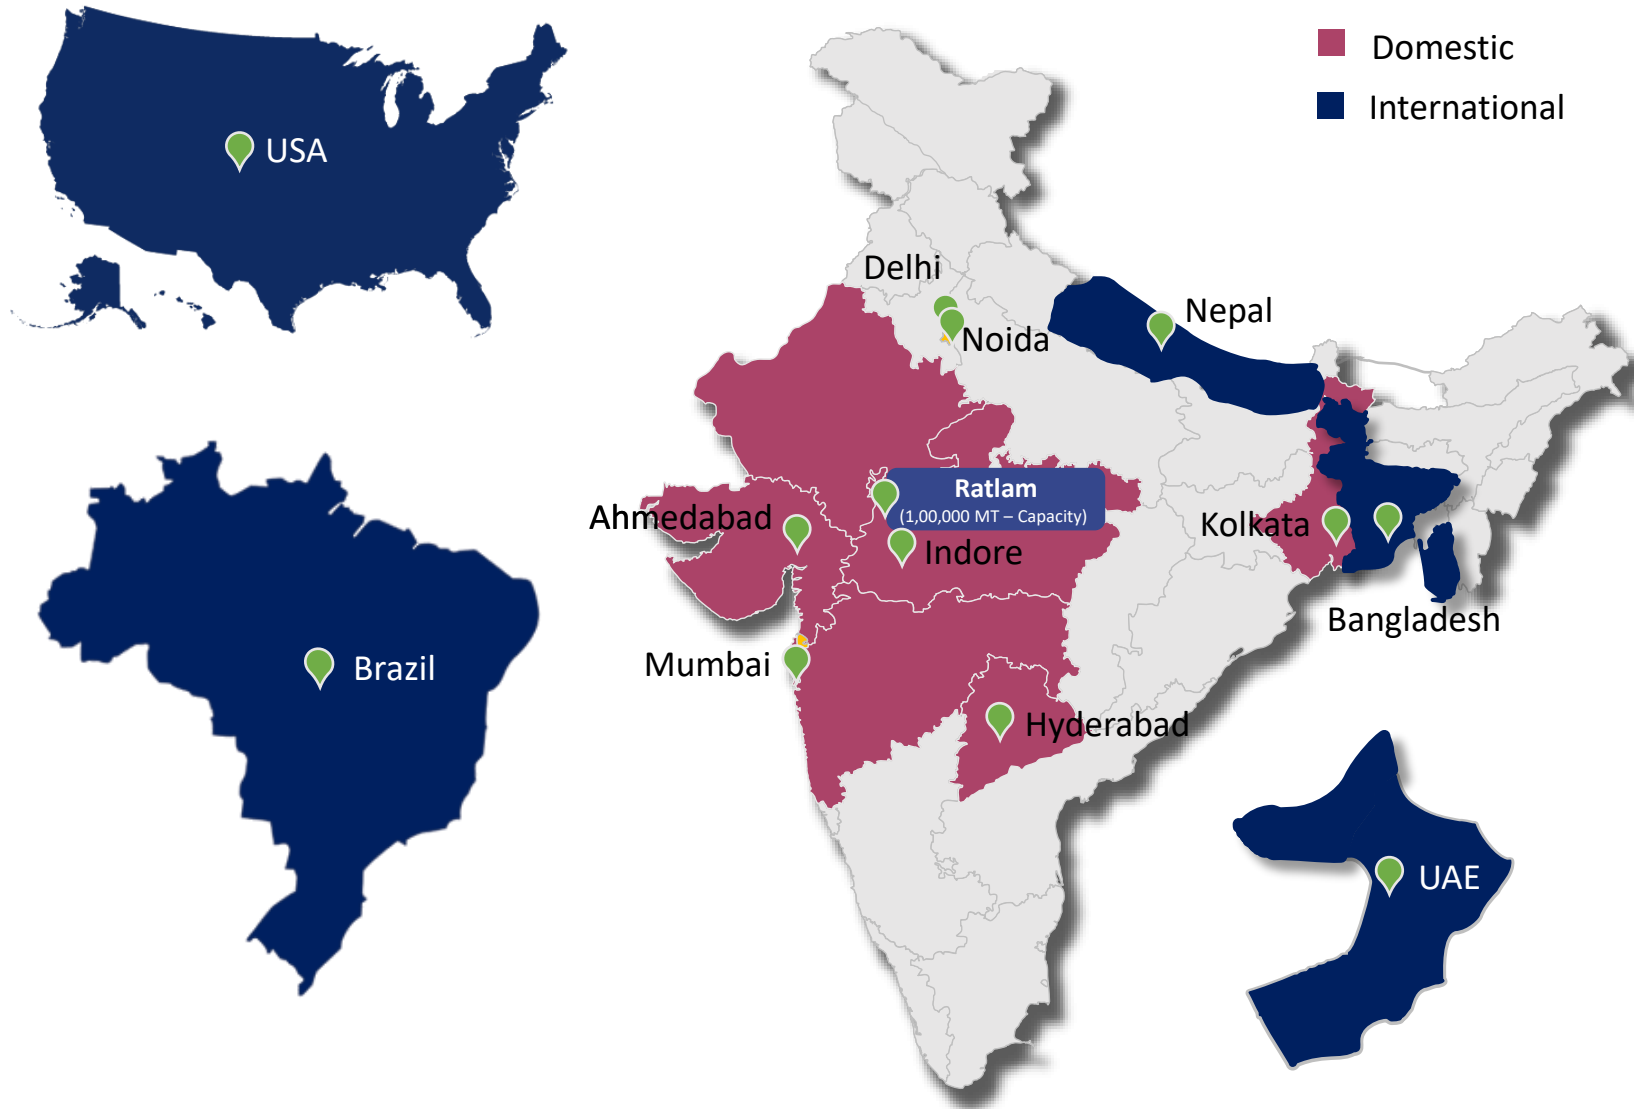 Domestic
International
USA
Delhi
Noida
Nepal
Ratlam
(1,00,000 MT – Capacity)
Ahmedabad
Indore
Kolkata
Bangladesh
Mumbai
Brazil
Hyderabad
UAE